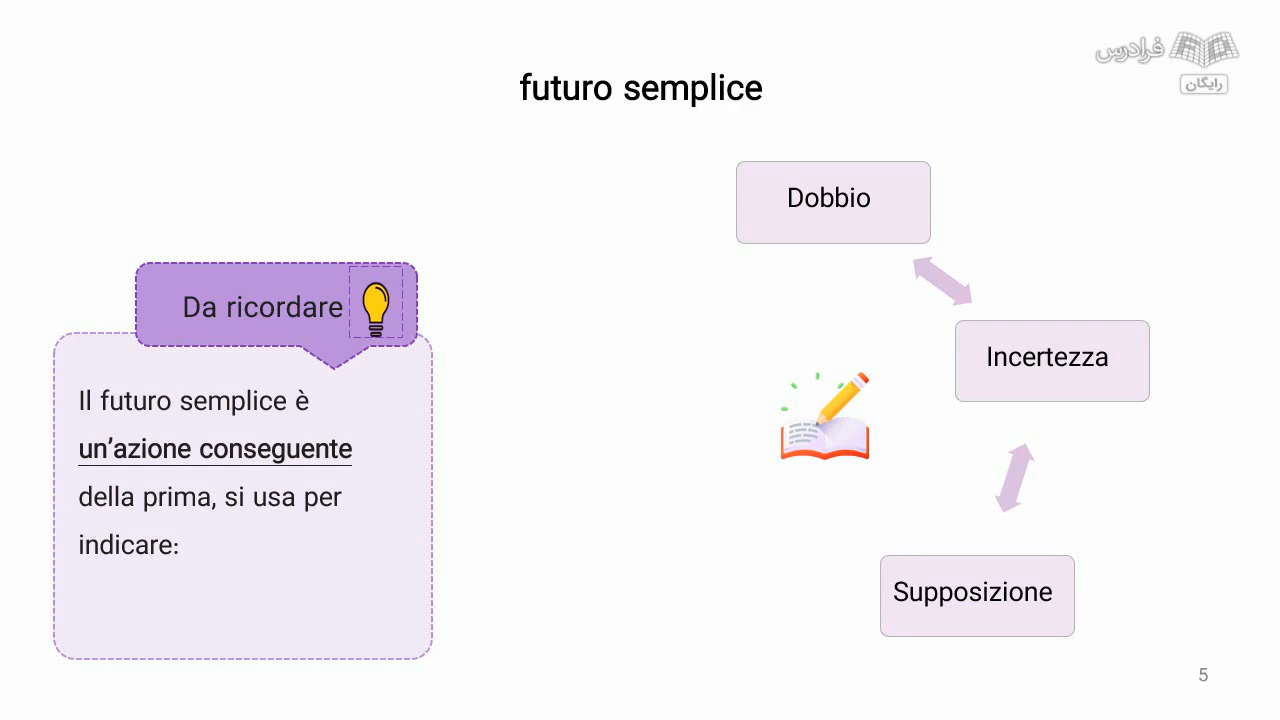 فرادرس
رایگان
futuro semplice
Da ricordare
Il futuro semplice è
un’azione conseguente
della prima, si usa per
indicare:
Dobbio
Incertezza
Supposizione
5